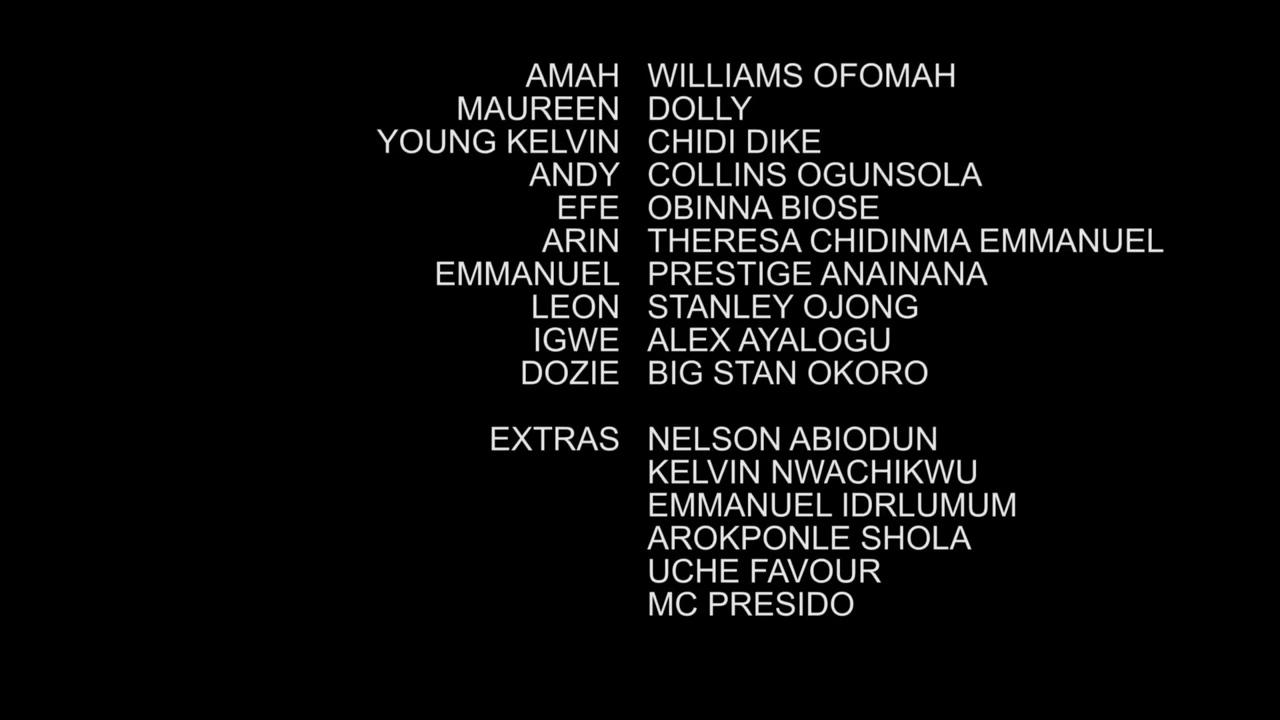 AMAH WILLIAMS OFOMAH
MAUREEN DOLLY
YOUNG KELVIN CHIDI DIKE
ANDY COLLINS OGUNSOLA
EFE OBINNA BIOSE
ARIN THERESA CHIDINMA EMMANUEL
EMMANUEL PRESTIGE ANAINANA
LEON STANLEY OJONG
IGWE ALEX AYALOGU
DOZIE BIG STAN OKORO
EXTRAS NELSON ABIODUN
KELVIN NWACHIKWU
EMMANUEL IDRLUMUM
AROKPONLE SHOLA
UCHE FAVOUR
MC PRESIDO